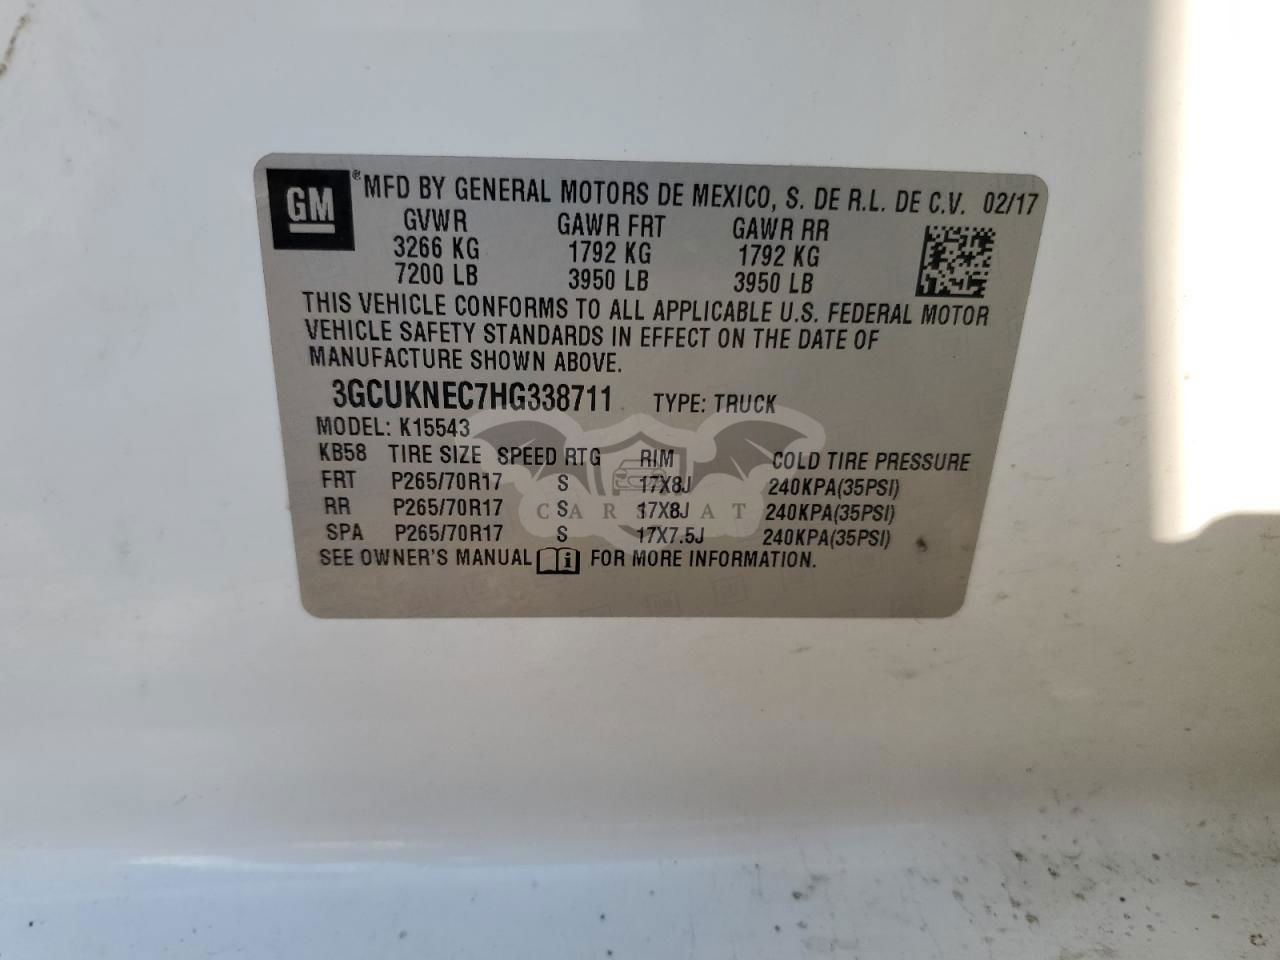 GM ® MFD BY GENERAL MOTORS DE MEXICO, S. DE R.L. DE C.V. 02/17
GVWR GAWR FRT GAWR RR
3266 KG 1792 KG 1792 KG
7200 LB 3950 LB 3950 LB
THIS VEHICLE CONFORMS TO ALL APPLICABLE U.S. FEDERAL MOTOR
VEHICLE SAFETY STANDARDS IN EFFECT ON THE DATE OF
MANUFACTURE SHOWN ABOVE.
3GCUKNEC7HG338711 TYPE: TRUCK
MODEL: K15543
KB58 TIRE SIZE SPEED RTG RIM COLD TIRE PRESSURE
FRT P265/70R17 S 17X8J 240KPA(35PSI)
RR P265/70R17 S 17X8J 240KPA(35PSI)
CARSTAT
SPA P265/70R17 S 17X7.5J 240KPA(35PSI)
SEE OWNER'S MANUAL i FOR MORE INFORMATION.